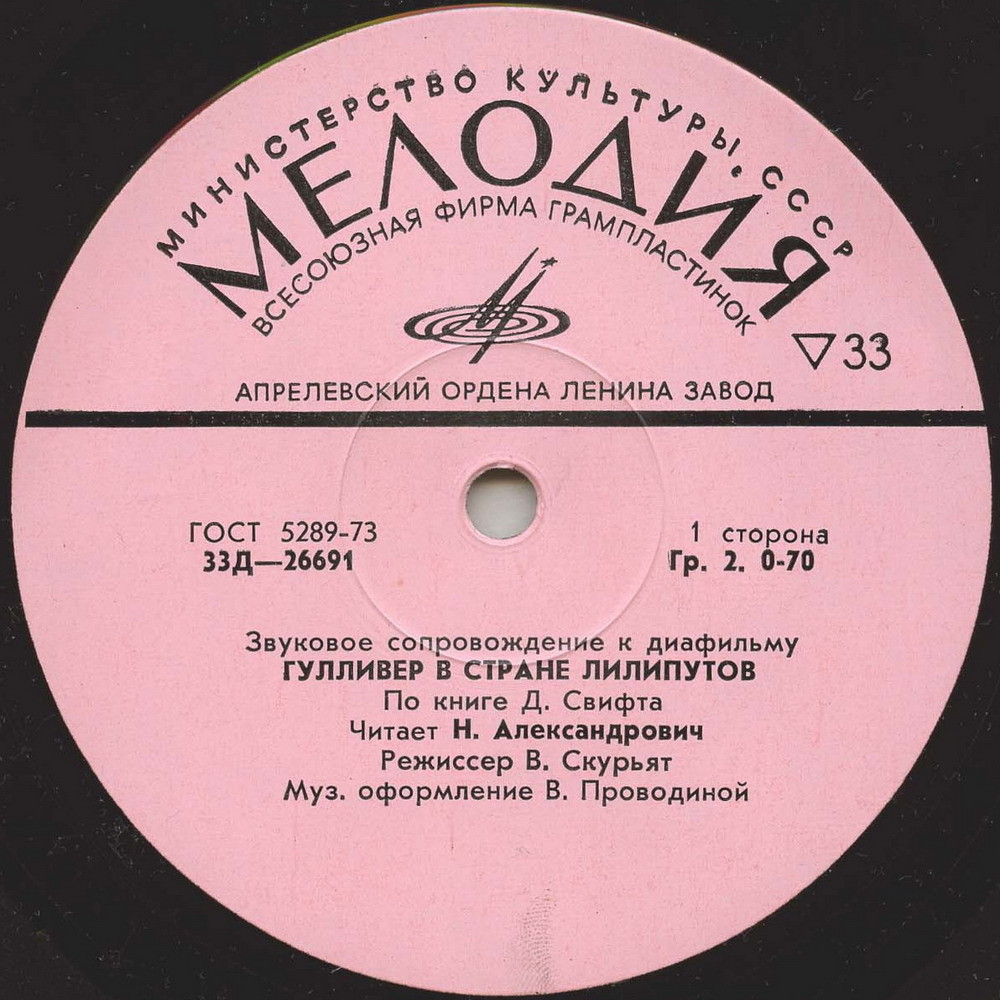 МИНИСТЕРСТВО КУЛЬТУРЫ СССР
МЕЛОДИЯ
ВСЕСОЮЗНАЯ ФИРМА ГРАМПЛАСТИНОК
▽33
АПРЕЛЕВСКИЙ ОРДЕНА ЛЕНИНА ЗАВОД
ГОСТ 5289-73
33Д—26691
1 сторона
Гр. 2. 0-70
Звуковое сопровождение к диафильму
ГУЛЛИВЕР В СТРАНЕ ЛИЛИПУТОВ
По книге Д. Свифта
Читает Н. Александрович
Режиссер В. Скурьят
Муз. оформление В. Проводиной